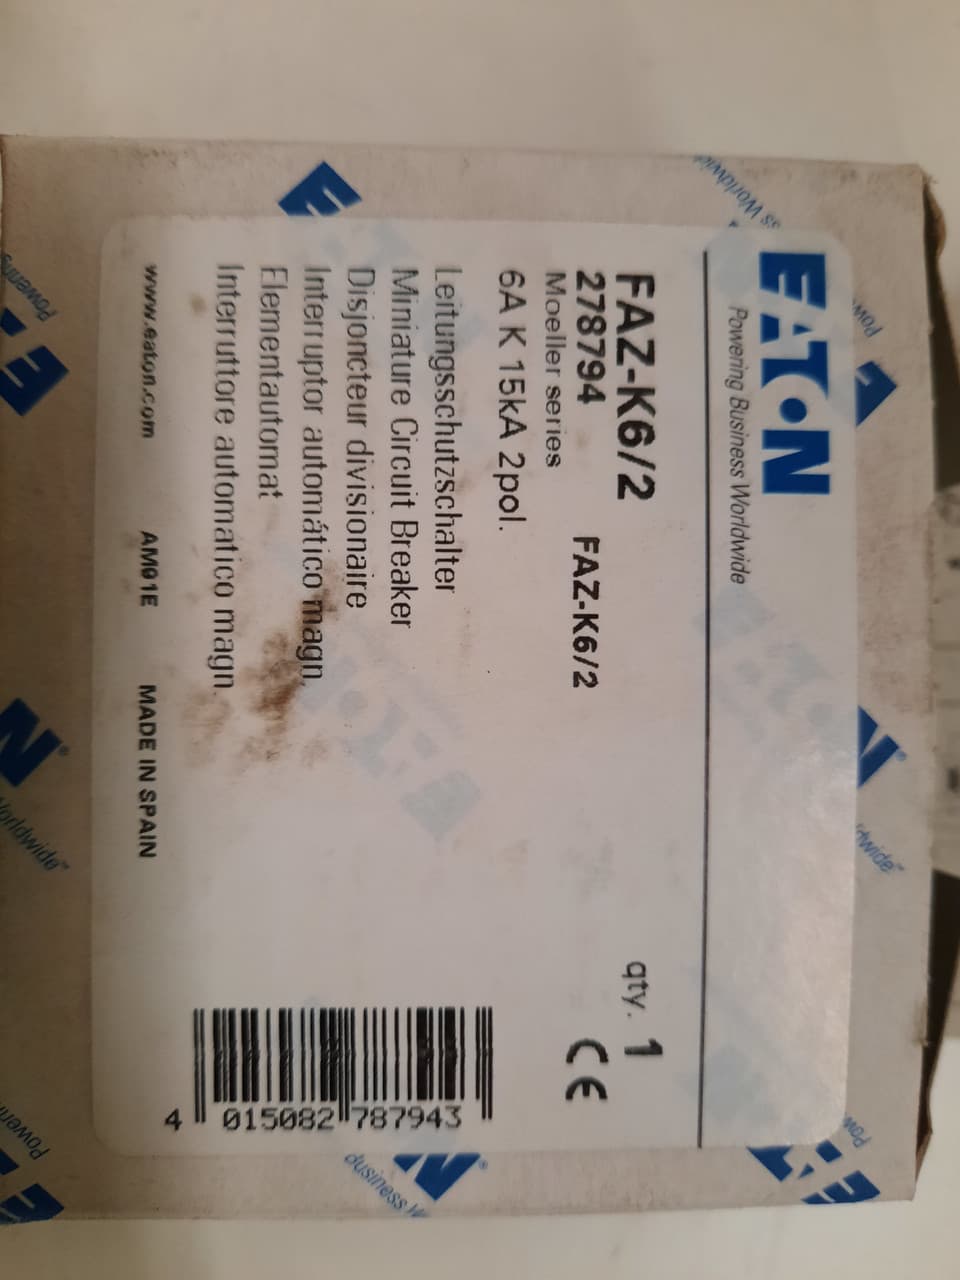 EATON
Powering Business Worldwide
FAZ-K6/2
qty. 1
278794 FAZ-K6/2
CE
Moeller series
6A K 15kA 2pol.
Leitungsschutzschalter
Miniature Circuit Breaker
Disjoncteur divisionaire
Interruptor automático magn.
Elementautomat
Interruttore automatico magn.
www.eaton.com AM01E MADE IN SPAIN
4 015082 787943